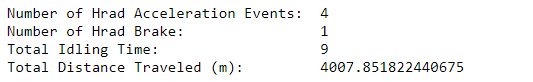 Number of Hrad Acceleration Events:  4
Number of Hrad Brake:                1
Total Idling Time:                   9
Total Distance Traveled (m):         4007.851822440675